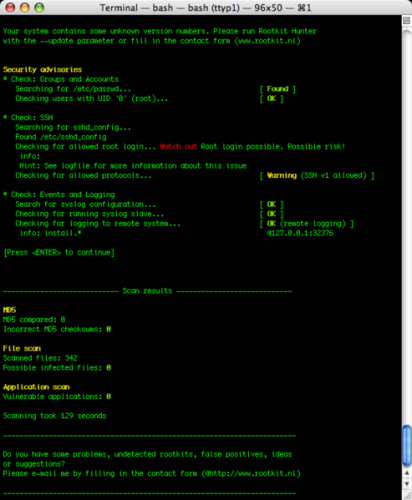 Terminal — bash — bash (ttyp1) — 96x50 — ⌘1
Your system contains some unknown version numbers. Please run Rootkit Hunter
with the --update parameter or fill in the contact form (www.rootkit.nl)
Security advisories
* Check: Groups and Accounts
Searching for /etc/passwd... [ Found ]
Checking users with UID '0' (root)... [ OK ]
* Check: SSH
Searching for sshd_config...
Found /etc/sshd_config
Checking for allowed root login... Watch out Root login possible. Possible risk!
info:
Hint: See logfile for more information about this issue
Checking for allowed protocols... [ Warning (SSH v1 allowed) ]
* Check: Events and Logging
Search for syslog configuration... [ OK ]
Checking for running syslog slave... [ OK ]
Checking for logging to remote system... [ OK (remote logging) ]
info: install.* @127.0.0.1:32376
[Press <ENTER> to continue]
---------------------------- Scan results ----------------------------
MD5
MD5 compared: 0
Incorrect MD5 checksums: 0
File scan
Scanned files: 342
Possible infected files: 0
Application scan
Vulnerable applications: 0
Scanning took 129 seconds
-----------------------------------------------------------------------
Do you have some problems, undetected rootkits, false positives, ideas
or suggestions?
Please e-mail me by filling in the contact form (@http://www.rootkit.nl)
-----------------------------------------------------------------------